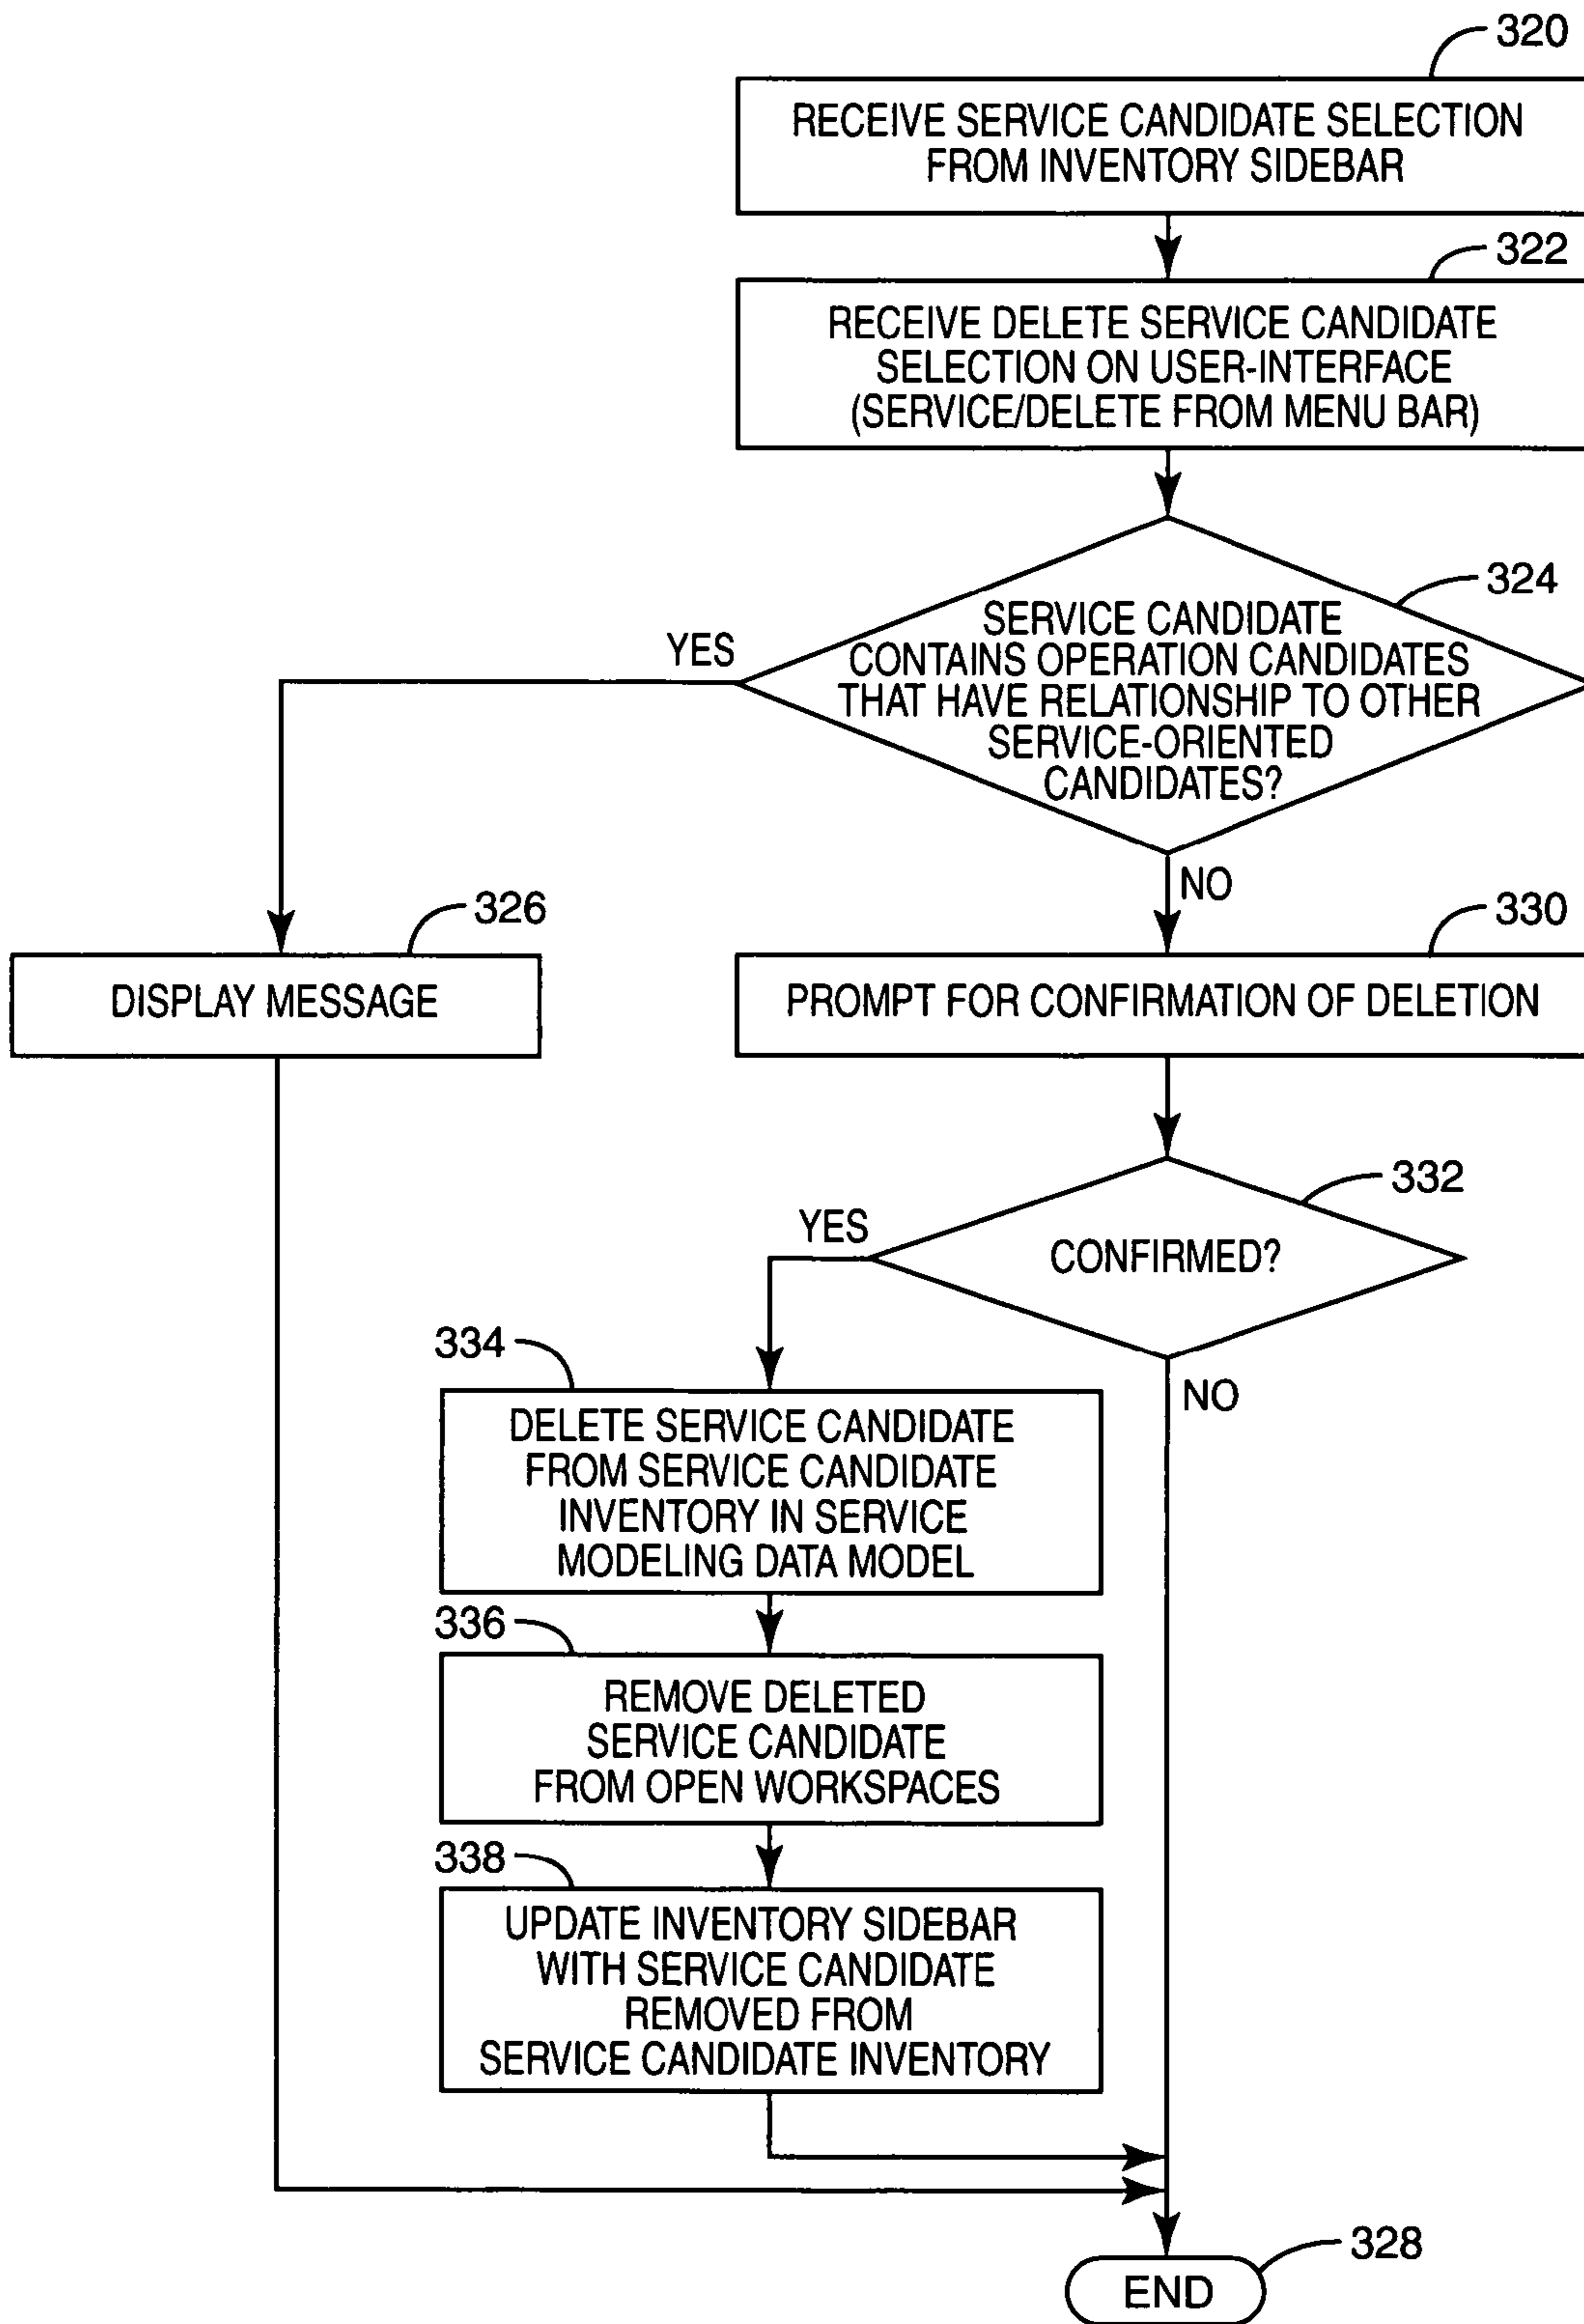 320
RECEIVE SERVICE CANDIDATE SELECTION
FROM INVENTORY SIDEBAR
322
RECEIVE DELETE SERVICE CANDIDATE
SELECTION ON USER-INTERFACE
(SERVICE/DELETE FROM MENU BAR)
324
SERVICE CANDIDATE
CONTAINS OPERATION CANDIDATES
THAT HAVE RELATIONSHIP TO OTHER
SERVICE-ORIENTED
CANDIDATES?
YES
NO
326
DISPLAY MESSAGE
330
PROMPT FOR CONFIRMATION OF DELETION
332
CONFIRMED?
YES
NO
334
DELETE SERVICE CANDIDATE
FROM SERVICE CANDIDATE
INVENTORY IN SERVICE
MODELING DATA MODEL
336
REMOVE DELETED
SERVICE CANDIDATE
FROM OPEN WORKSPACES
338
UPDATE INVENTORY SIDEBAR
WITH SERVICE CANDIDATE
REMOVED FROM
SERVICE CANDIDATE INVENTORY
328
END